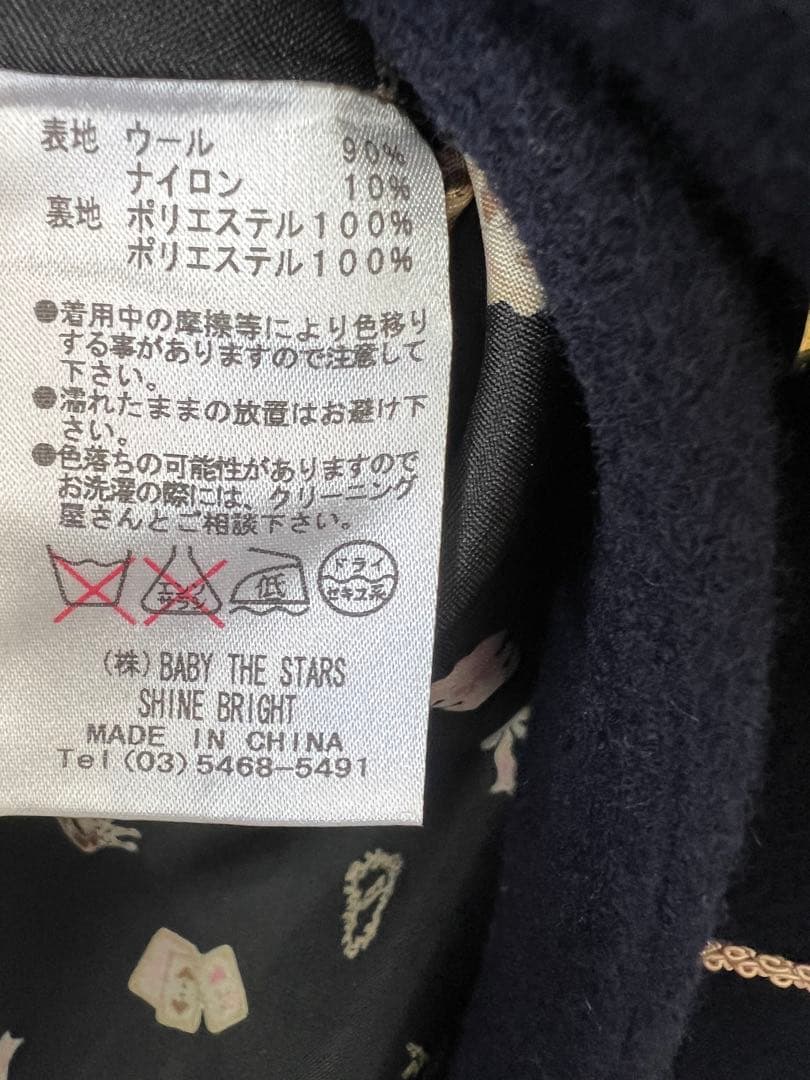 表地 ウール 90%
ナイロン 10%
裏地 ポリエステル100%
ポリエステル100%
●着用中の摩擦等により色移り
する事がありますので注意して
下さい。
●濡れたままの放置はお避け下
さい。
●色落ちの可能性がありますので
お洗濯の際には、クリーニング
屋さんとご相談下さい。
エンソ サラシ 低 ドライ セキユ系
(株)BABY THE STARS
SHINE BRIGHT
MADE IN CHINA
Tel(03)5468-5491